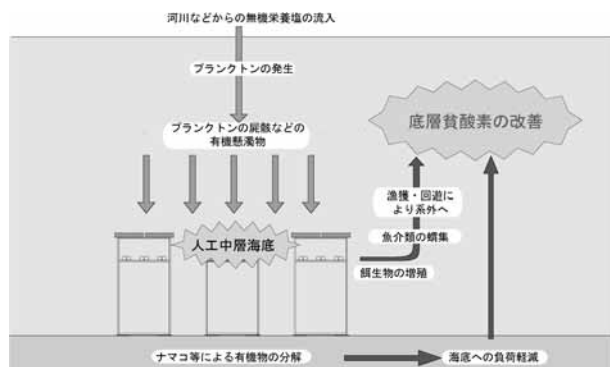 河川などからの無機栄養塩の流入
プランクトンの発生
プランクトンの屍骸などの
有機懸濁物
底層貧酸素の改善
漁獲・回遊に
より系外へ
魚介類の蝟集
人工中層海底
餌生物の増殖
ナマコ等による有機物の分解
海底への負荷軽減